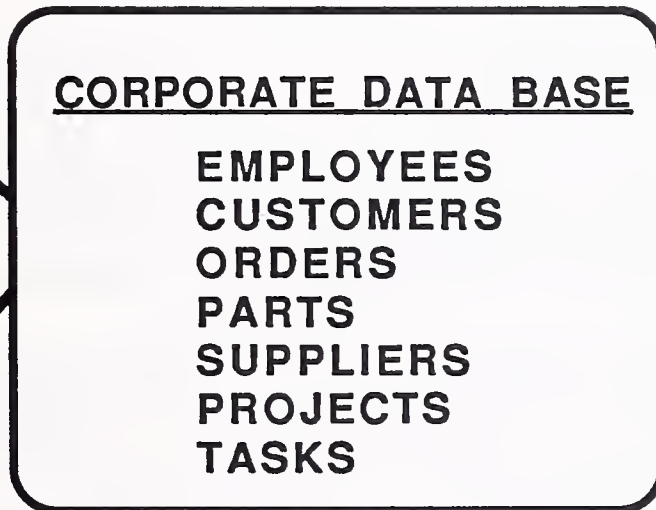 CORPORATE DATA BASE
EMPLOYEES
CUSTOMERS
ORDERS
PARTS
SUPPLIERS
PROJECTS
TASKS